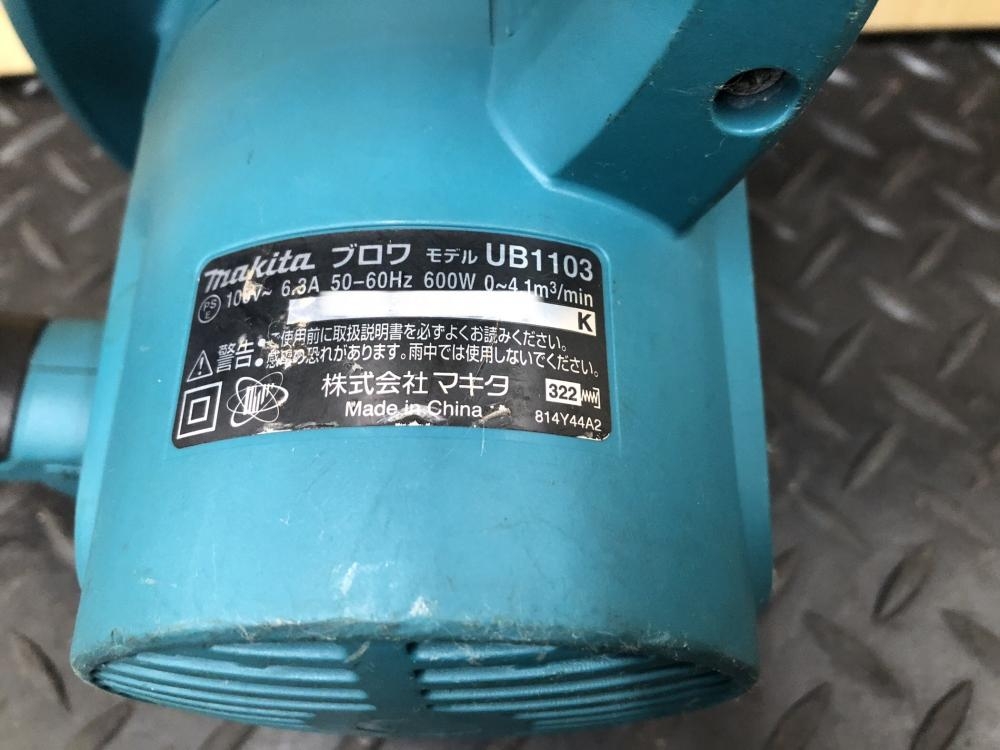 makita ブロワ モデル UB1103
PSE 100V~ 6.3A 50-60Hz 600W 0~4.1m³/min
K
警告: ご使用前に取扱説明書を必ずよくお読みください。
感電の恐れがあります。雨中では使用しないでください。
株式会社 マキタ 322
Made in China 814Y44A2